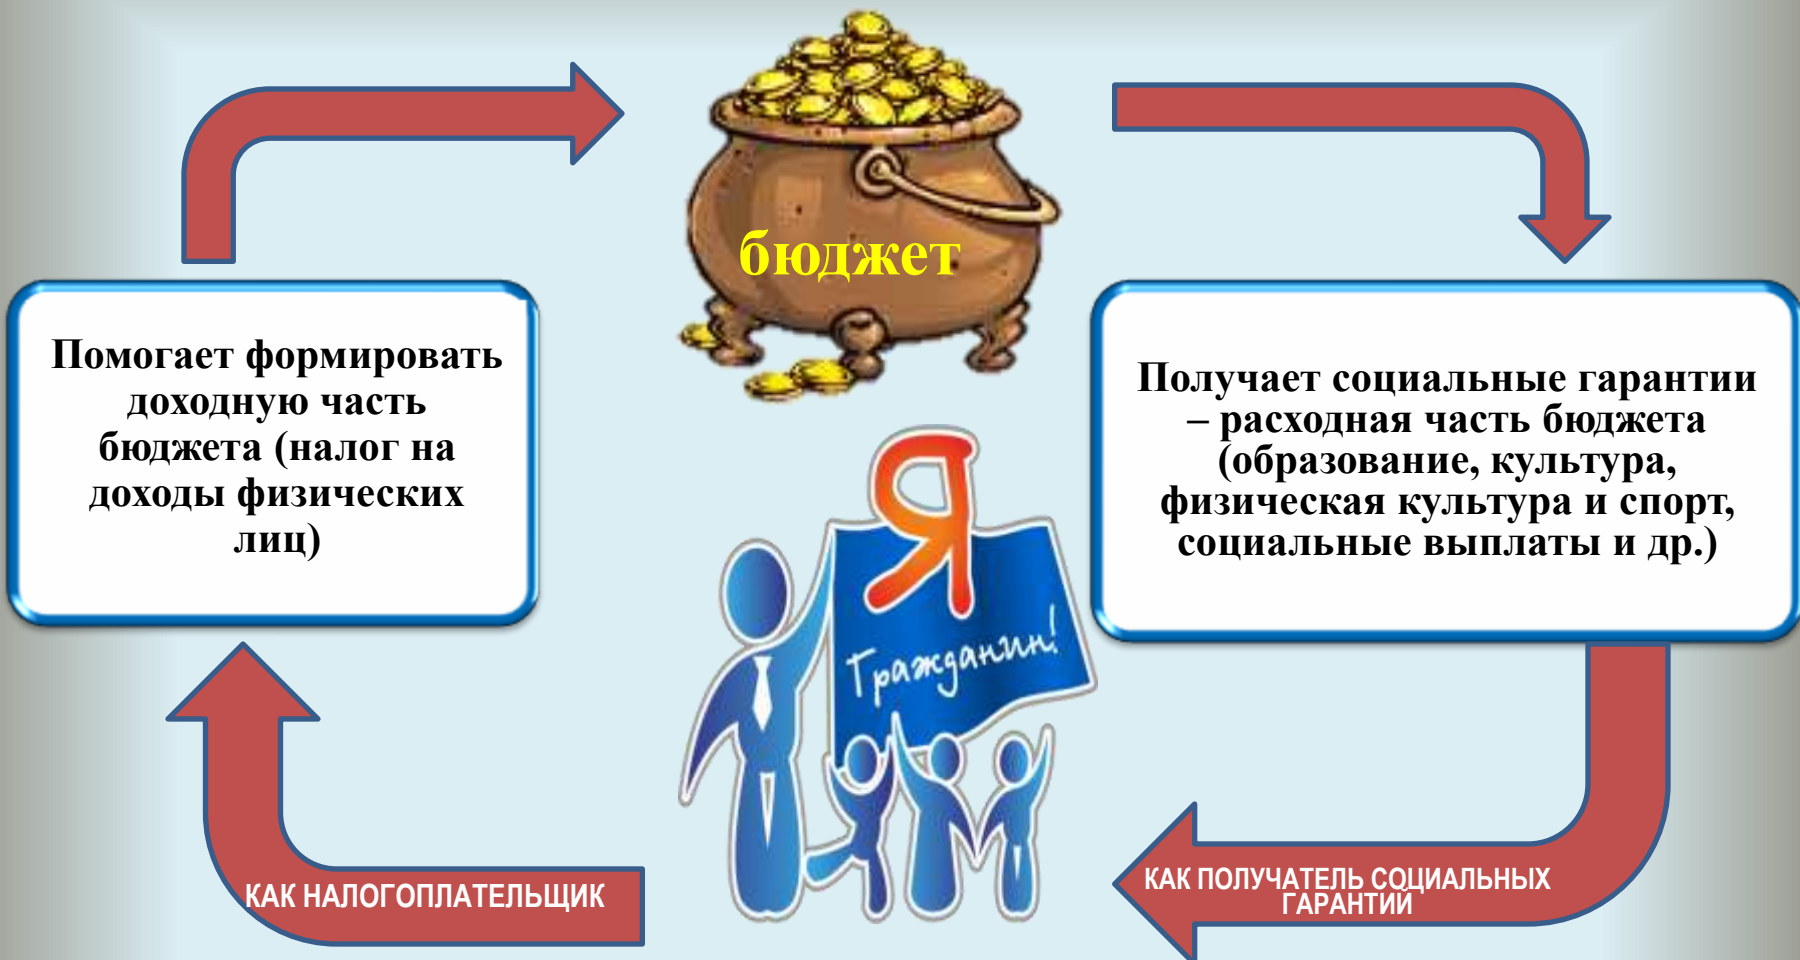 бюджет
Помогает формировать
доходную часть
бюджета (налог на
доходы физических
лиц)
Получает социальные гарантии
– расходная часть бюджета
(образование, культура,
физическая культура и спорт,
социальные выплаты и др.)
Я
Гражданин!
КАК НАЛОГОПЛАТЕЛЬЩИК
КАК ПОЛУЧАТЕЛЬ СОЦИАЛЬНЫХ
ГАРАНТИЙ